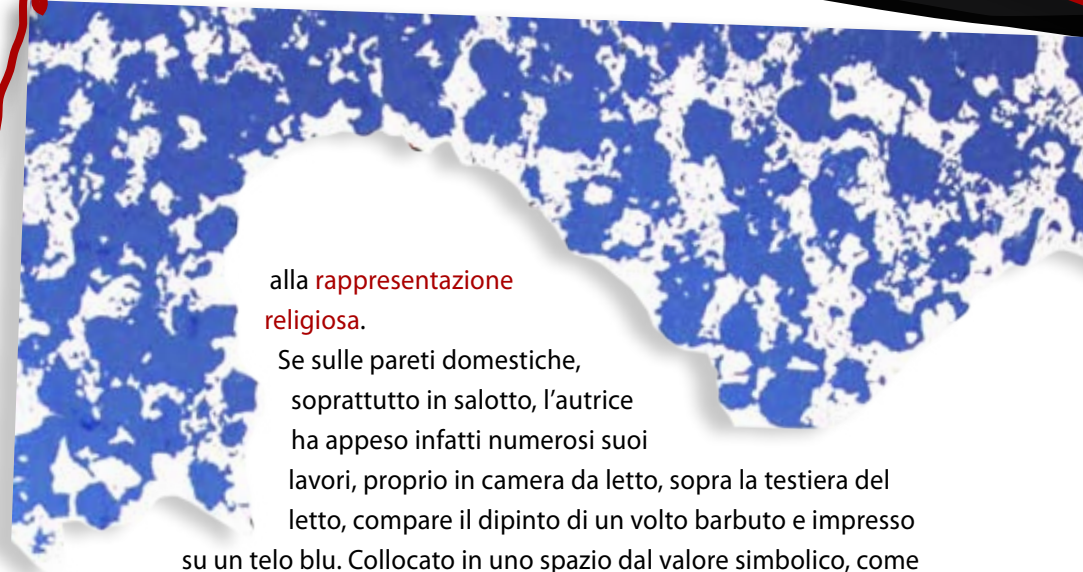 alla rappresentazione
religiosa.
Se sulle pareti domestiche,
soprattutto in salotto, l’autrice
ha appeso infatti numerosi suoi
lavori, proprio in camera da letto, sopra la testiera del
letto, compare il dipinto di un volto barbuto e impresso
su un telo blu. Collocato in uno spazio dal valore simbolico, come